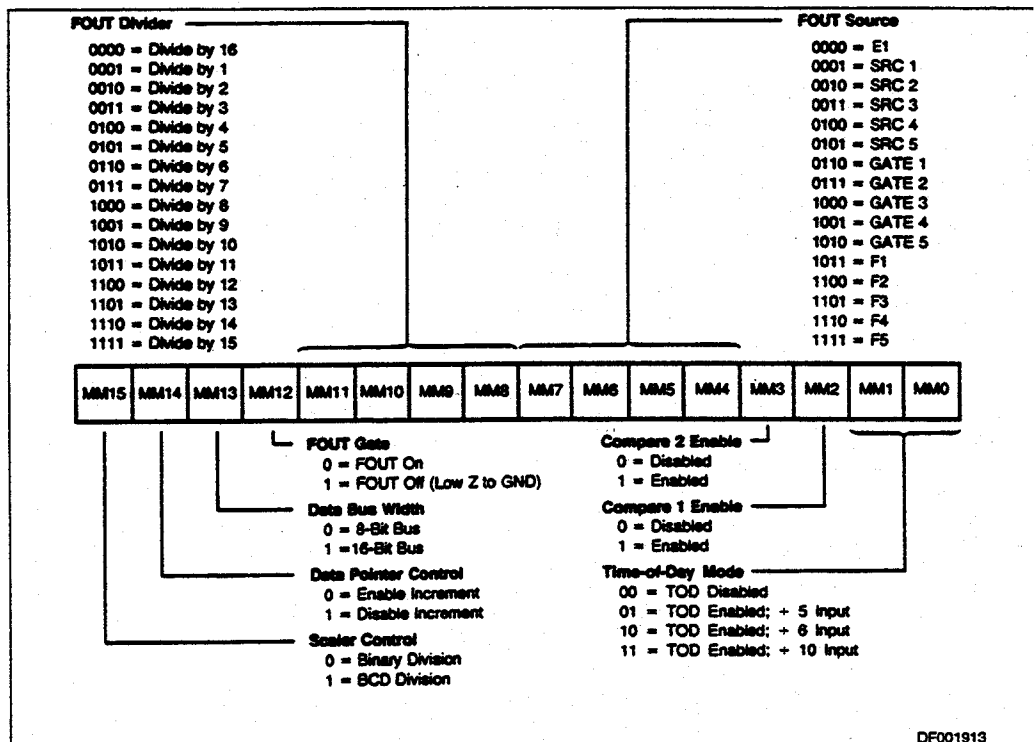 FOUT Divider
0000 = Divide by 16
0001 = Divide by 1
0010 = Divide by 2
0011 = Divide by 3
0100 = Divide by 4
0101 = Divide by 5
0110 = Divide by 6
0111 = Divide by 7
1000 = Divide by 8
1001 = Divide by 9
1010 = Divide by 10
1011 = Divide by 11
1100 = Divide by 12
1101 = Divide by 13
1110 = Divide by 14
1111 = Divide by 15
FOUT Source
0000 = E1
0001 = SRC 1
0010 = SRC 2
0011 = SRC 3
0100 = SRC 4
0101 = SRC 5
0110 = GATE 1
0111 = GATE 2
1000 = GATE 3
1001 = GATE 4
1010 = GATE 5
1011 = F1
1100 = F2
1101 = F3
1110 = F4
1111 = F5
MM15 MM14 MM13 MM12 MM11 MM10 MM9 MM8 MM7 MM6 MM5 MM4 MM3 MM2 MM1 MM0
FOUT Gate
0 = FOUT On
1 = FOUT Off (Low Z to GND)
Data Bus Width
0 = 8-Bit Bus
1 =16-Bit Bus
Data Pointer Control
0 = Enable Increment
1 = Disable Increment
Scaler Control
0 = Binary Division
1 = BCD Division
Compare 2 Enable
0 = Disabled
1 = Enabled
Compare 1 Enable
0 = Disabled
1 = Enabled
Time-of-Day Mode
00 = TOD Disabled
01 = TOD Enabled; ÷ 5 Input
10 = TOD Enabled; ÷ 6 Input
11 = TOD Enabled; ÷ 10 Input
DF001913